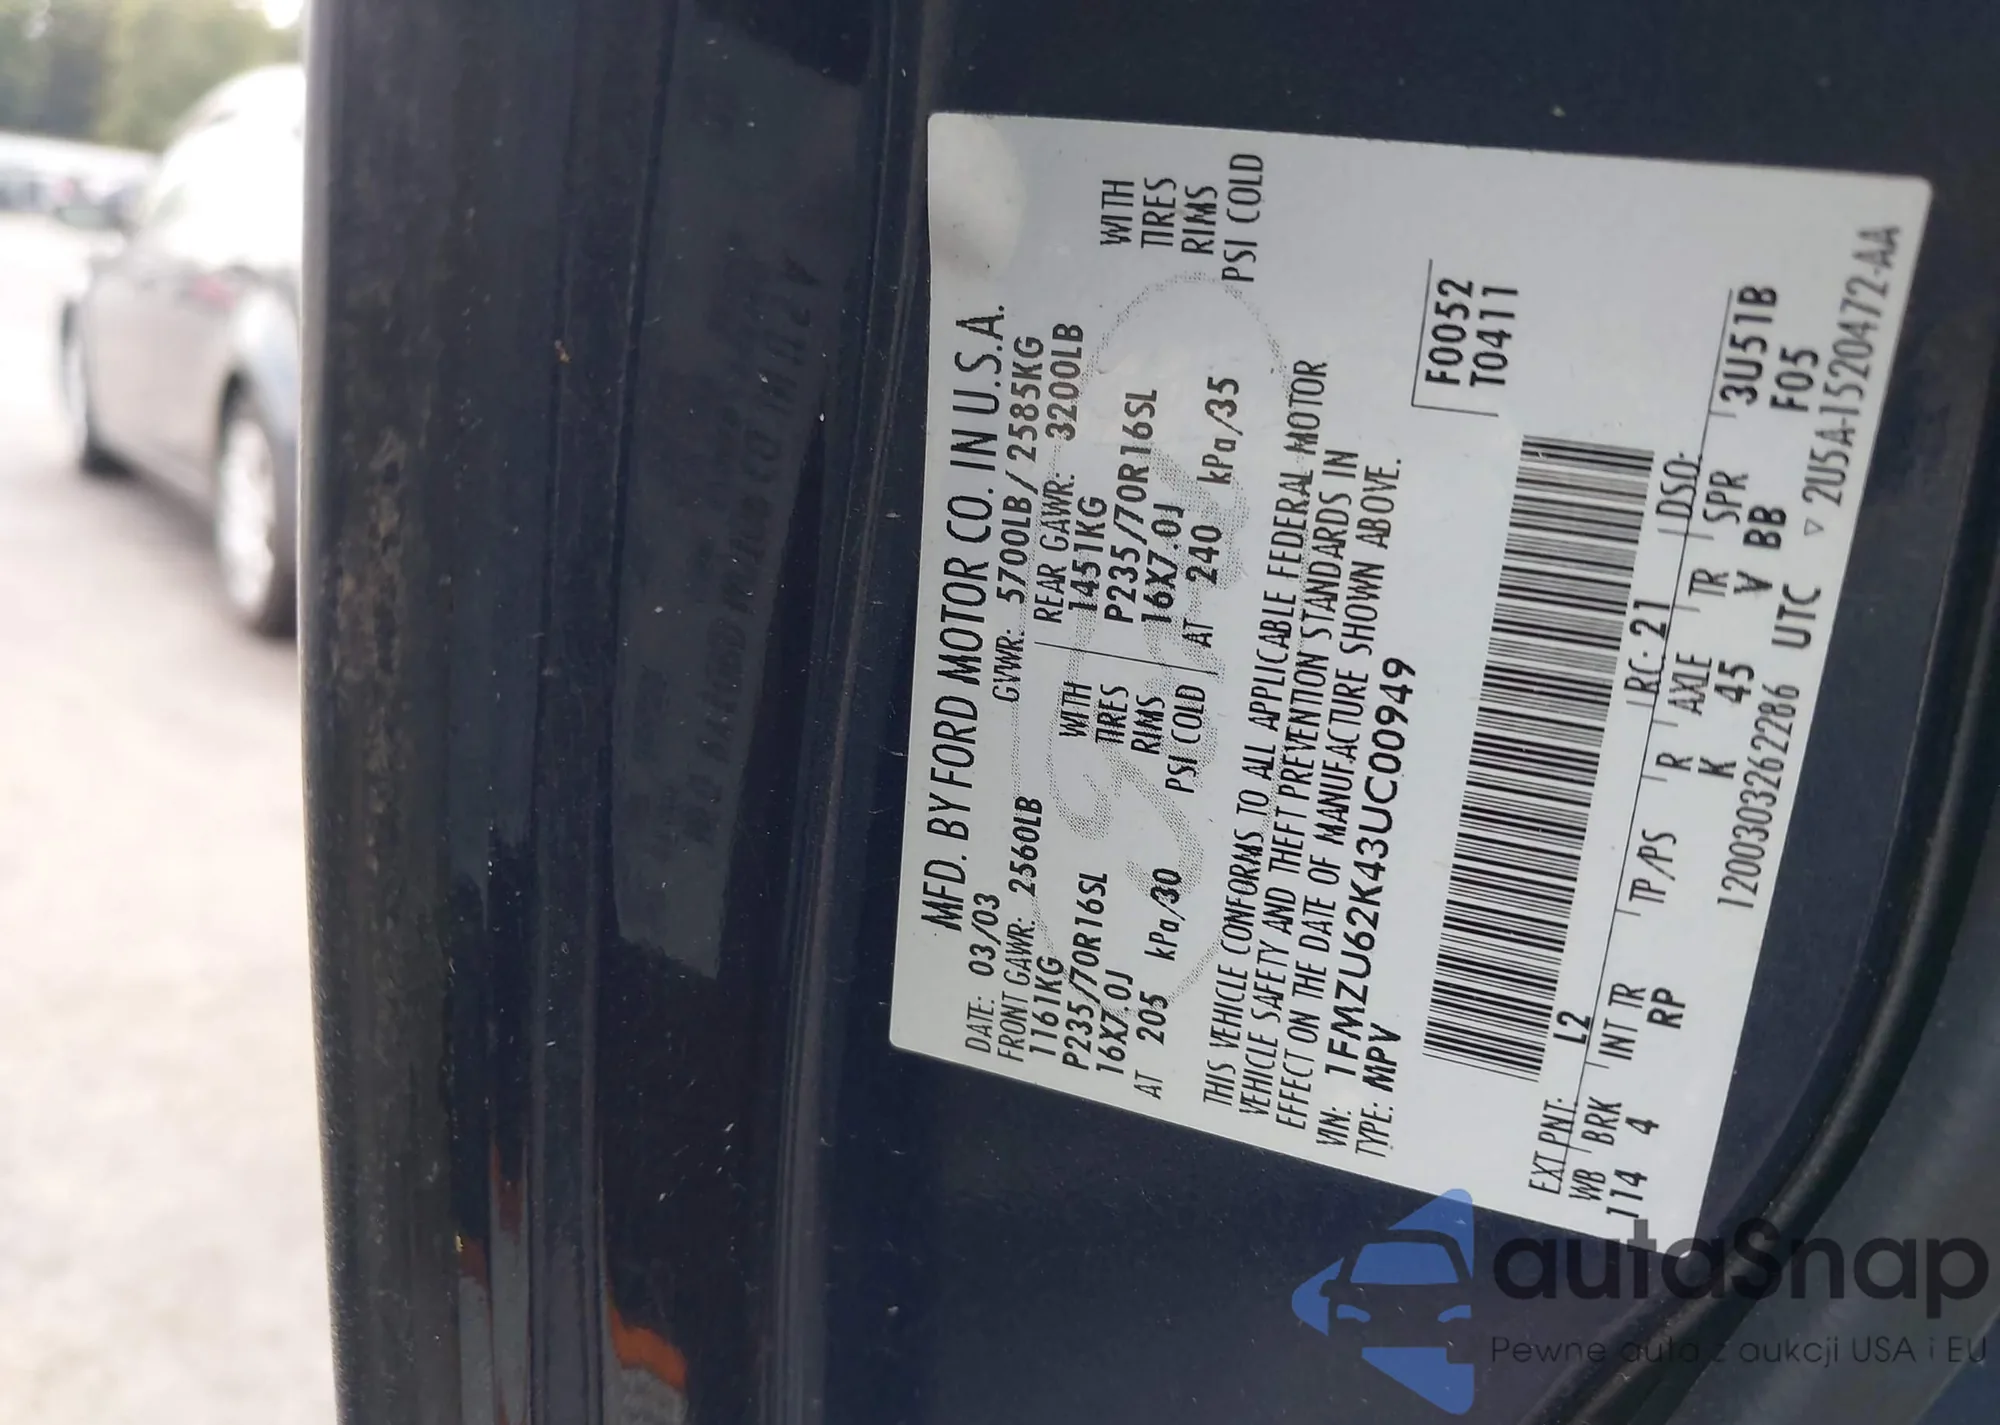 MFD. BY FORD MOTOR CO. IN U.S.A.
DATE: 03/03 GVWR: 5700LB / 2585KG
FRONT GAWR: 2560LB REAR GAWR: 3200LB
1161KG WITH 1451KG WITH
P235/70R16SL TIRES P235/70R16SL TIRES
16X7.0J RIMS 16X7.0J RIMS
AT 205 kPa/30 PSI COLD AT 240 kPa/35 PSI COLD
THIS VEHICLE CONFORMS TO ALL APPLICABLE FEDERAL MOTOR
VEHICLE SAFETY AND THEFT PREVENTION STANDARDS IN
EFFECT ON THE DATE OF MANUFACTURE SHOWN ABOVE.
VIN: 1FMZU62K43UC00949
TYPE: MPV
F0052
T0411
EXT PNT: L2 RC: 21 DSO:
WB BRK INT TR TP/PS R AXLE TR SPR 3U51B
114 4 RP K 45 V BB F05
1200303262286 UTC ▽ 2U5A-1520472-AA
autaSnap
Pewne auta z aukcji USA i EU